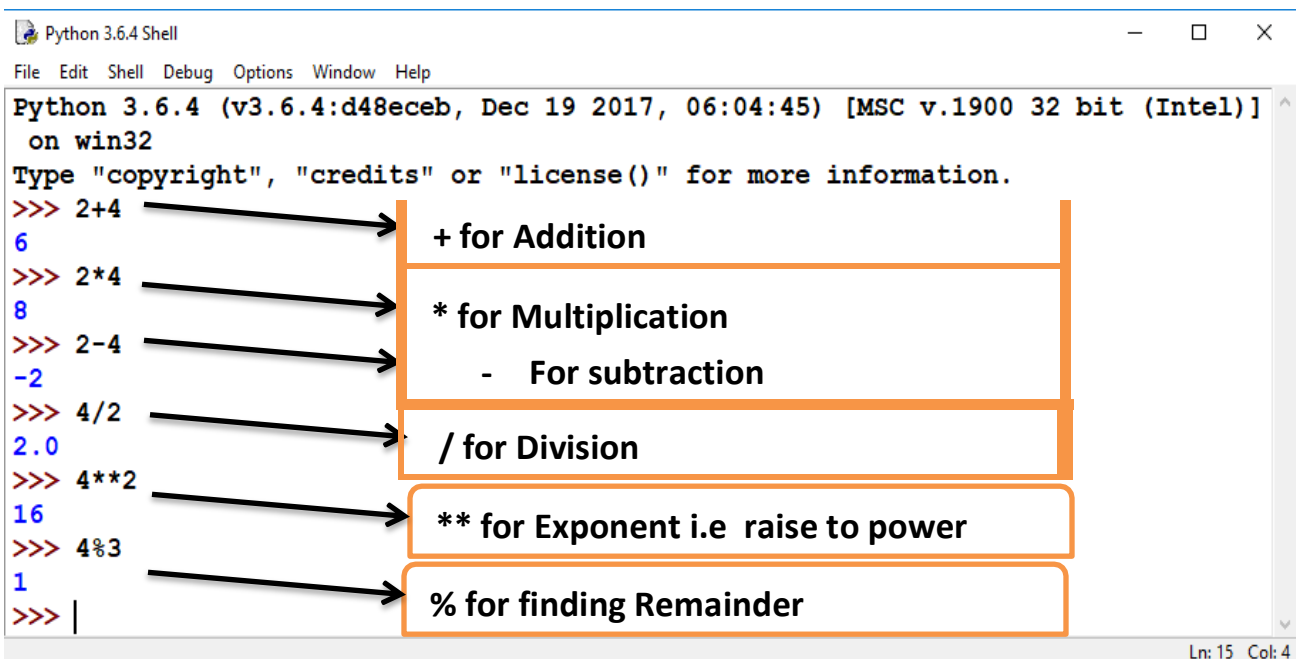 Python 3.6.4 Shell
File Edit Shell Debug Options Window Help
Python 3.6.4 (v3.6.4:d48eceb, Dec 19 2017, 06:04:45) [MSC v.1900 32 bit (Intel)]
on win32
Type "copyright", "credits" or "license()" for more information.
>>> 2+4
+ for Addition
6
>>> 2*4
* for Multiplication
8
>>> 2-4
- For subtraction
-2
>>> 4/2
/ for Division
2.0
>>> 4**2
** for Exponent i.e raise to power
16
>>> 4%3
% for finding Remainder
1
>>>
Ln: 15 Col: 4